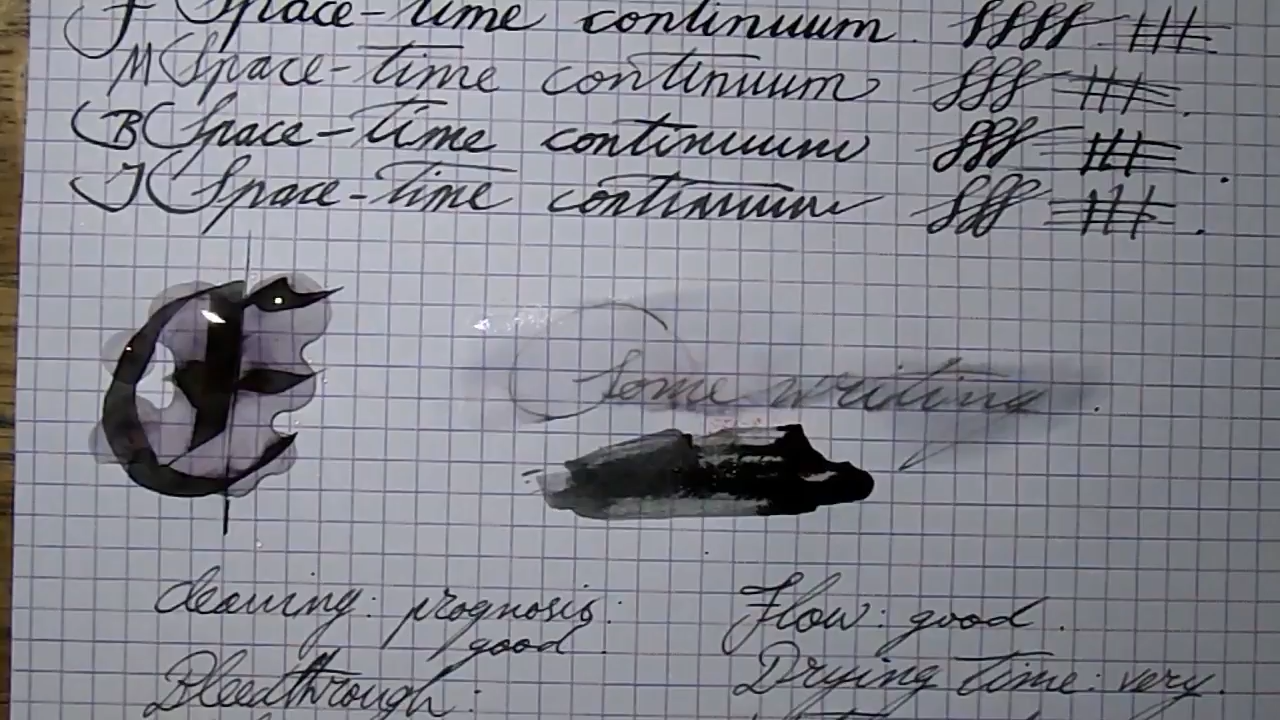 F Space-time continuum.
M Space-time continuum
B Space-time continuum
J Space-time continuum
E
Some writing.
Cleaning: prognosis: good
Flow: good.
Bleedthrough:
Drying time: very.